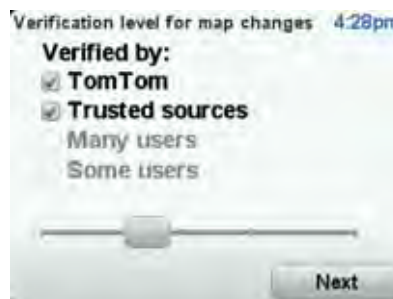 Verification level for map changes 4:28pm
Verified by:
TomTom
Trusted sources
Many users
Some users
Next